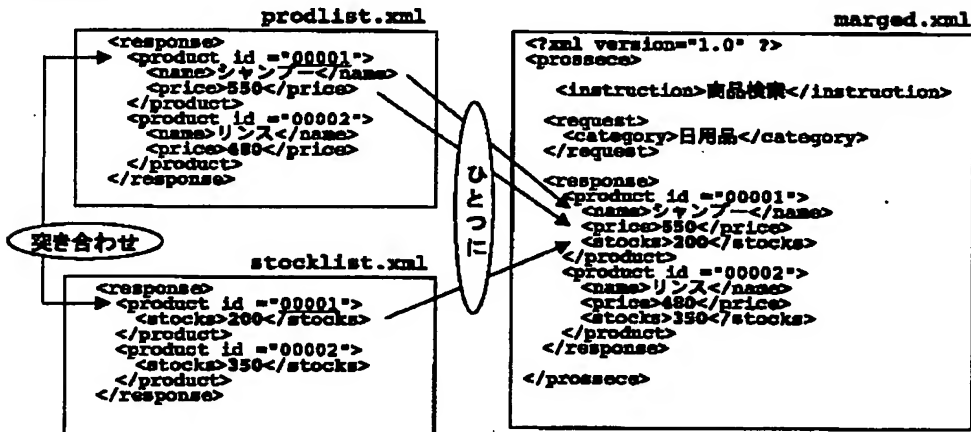 prodlist.xml
<response>
<product id ="00001">
<name>シャンプー</name>
<price>550</price>
</product>
<product id ="00002">
<name>リンス</name>
<price>480</price>
</product>
</response>
突き合わせ
stocklist.xml
<response>
<product id ="00001">
<stocks>200</stocks>
</product>
<product id ="00002">
<stocks>350</stocks>
</product>
</response>
ひとつに
marged.xml
<?xml version="1.0" ?>
<prossece>
<instruction>商品検索</instruction>
<request>
<category>日用品</category>
</request>
<response>
<product id ="00001">
<name>シャンプー</name>
<price>550</price>
<stocks>200</stocks>
</product>
<product id ="00002">
<name>リンス</name>
<price>480</price>
<stocks>350</stocks>
</product>
</response>
</prossece>